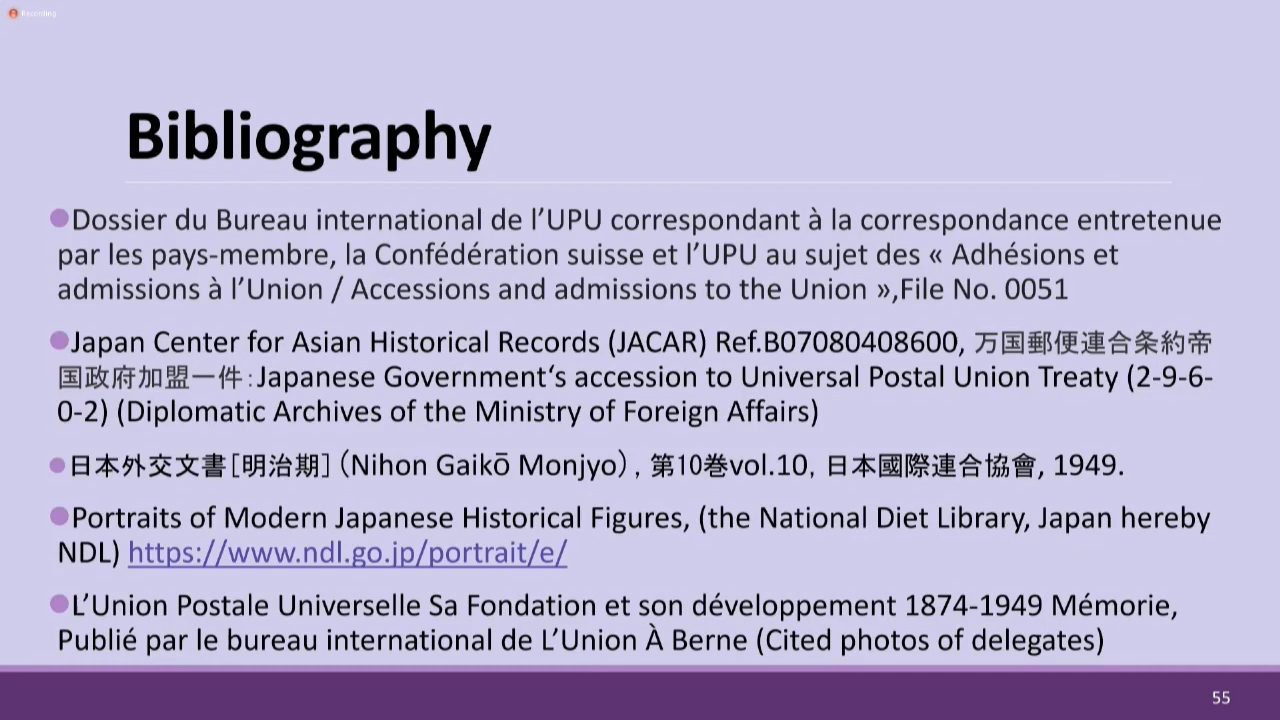 Recording
Bibliography
●Dossier du Bureau international de l’UPU correspondant à la correspondance entretenue
par les pays-membre, la Confédération suisse et l’UPU au sujet des « Adhésions et
admissions à l’Union / Accessions and admissions to the Union »,File No. 0051
●Japan Center for Asian Historical Records (JACAR) Ref.B07080408600, 万国郵便連合条約帝
国政府加盟一件：Japanese Government‘s accession to Universal Postal Union Treaty (2-9-6-
0-2) (Diplomatic Archives of the Ministry of Foreign Affairs)
●日本外交文書［明治期］（Nihon Gaikō Monjyo）, 第10巻vol.10, 日本國際連合協會, 1949.
●Portraits of Modern Japanese Historical Figures, (the National Diet Library, Japan hereby
NDL) https://www.ndl.go.jp/portrait/e/
●L’Union Postale Universelle Sa Fondation et son développement 1874-1949 Mémorie,
Publié par le bureau international de L’Union À Berne (Cited photos of delegates)
55